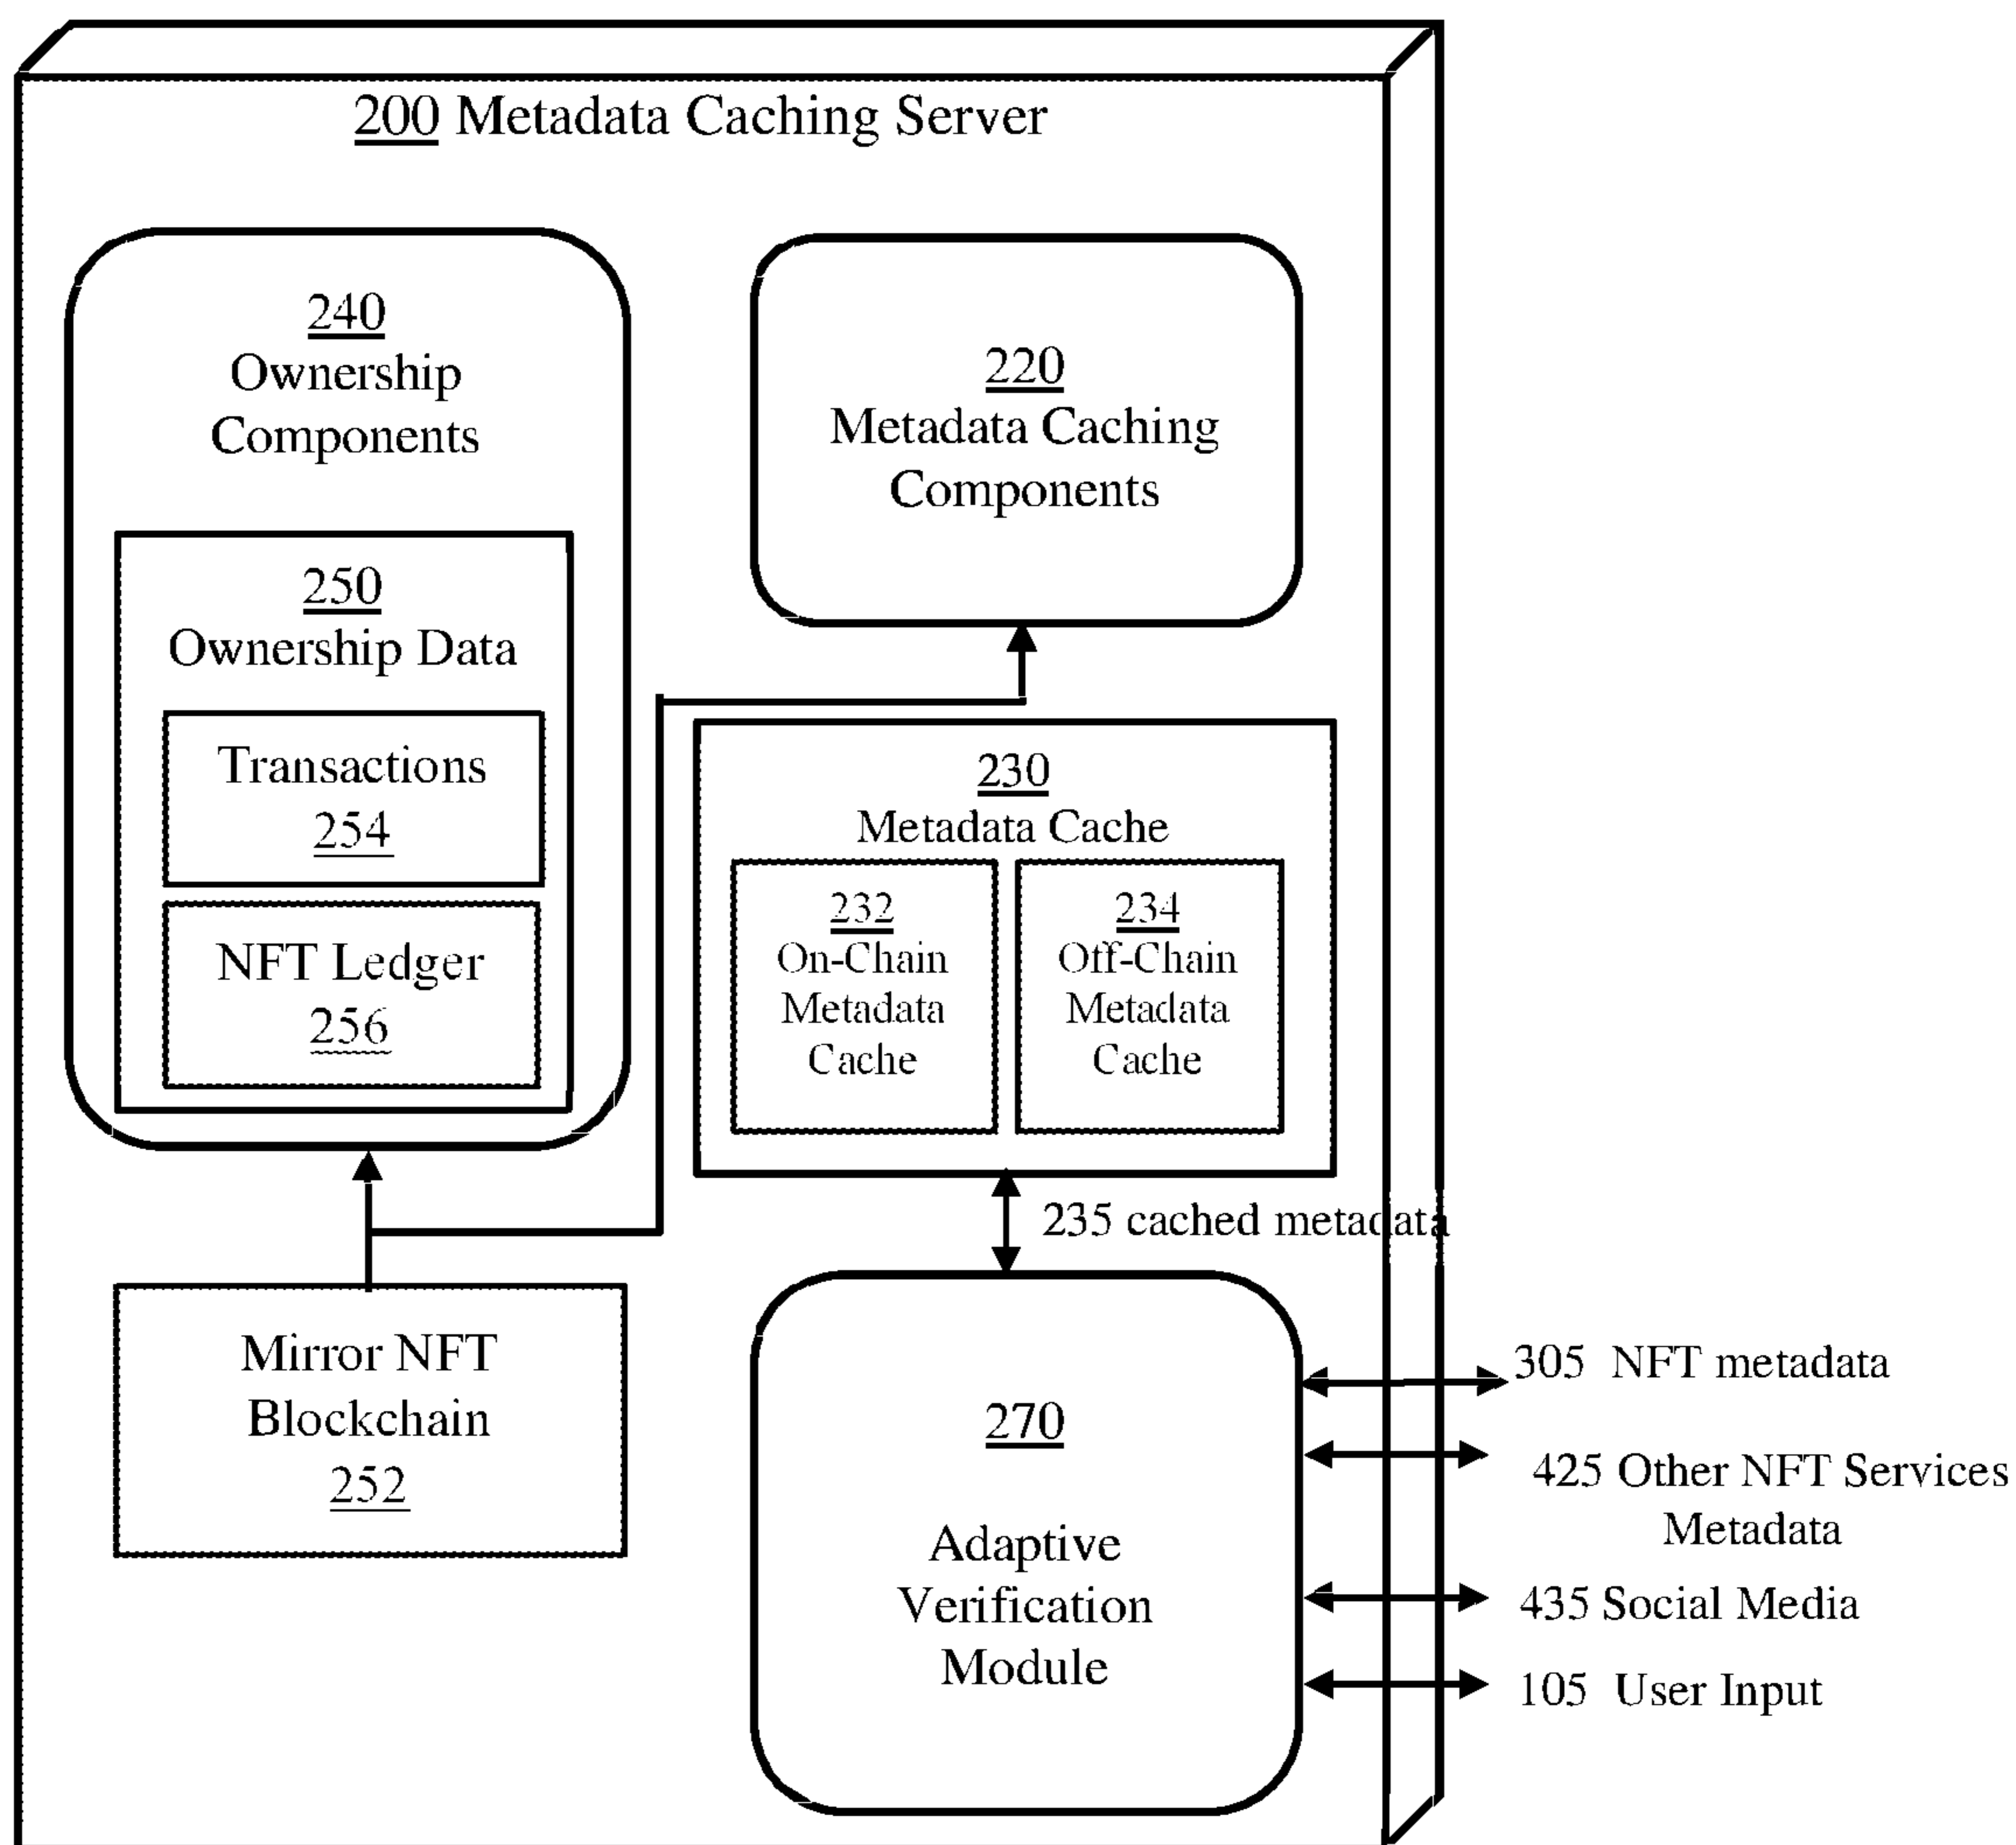 200 Metadata Caching Server
240
Ownership
Components
250
Ownership Data
Transactions
254
NFT Ledger
256
Mirror NFT
Blockchain
252
220
Metadata Caching
Components
230
Metadata Cache
232
On-Chain
Metadata
Cache
234
Off-Chain
Metadata
Cache
235 cached metadata
270
Adaptive
Verification
Module
305 NFT metadata
425 Other NFT Services
Metadata
435 Social Media
105 User Input